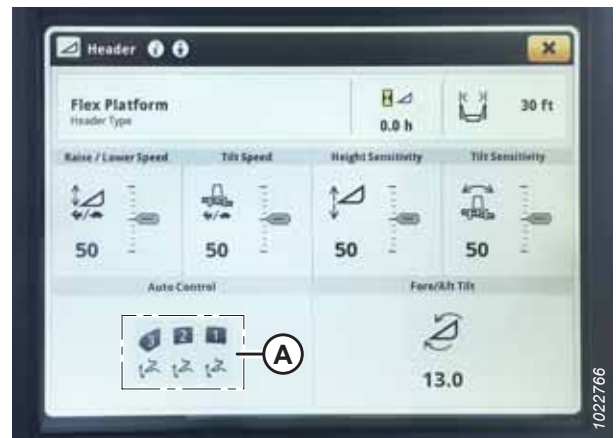 Header
Flex Platform
Header Type
0.0 h
30 ft
Raise / Lower Speed
Tilt Speed
Height Sensitivity
Tilt Sensitivity
50
50
50
50
Auto Control
Fore/Aft Tilt
3 2 1
A
13.0
1022766